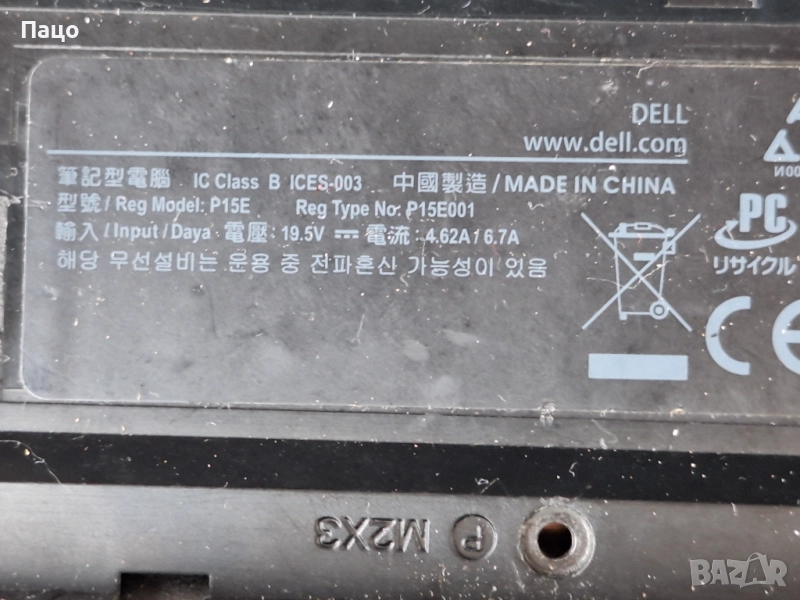 Пацо
DELL
www.dell.com
筆記型電腦 IC Class B ICES-003 中國製造 / MADE IN CHINA
型號 / Reg Model: P15E Reg Type No: P15E001
輸入 / Input / Daya 電壓: 19.5V ⎓ 電流: 4.62A / 6.7A
해당 무선설비는 운용 중 전파혼신 가능성이 있음
PC
リサイクル
CE
P M2X3
BAZAR